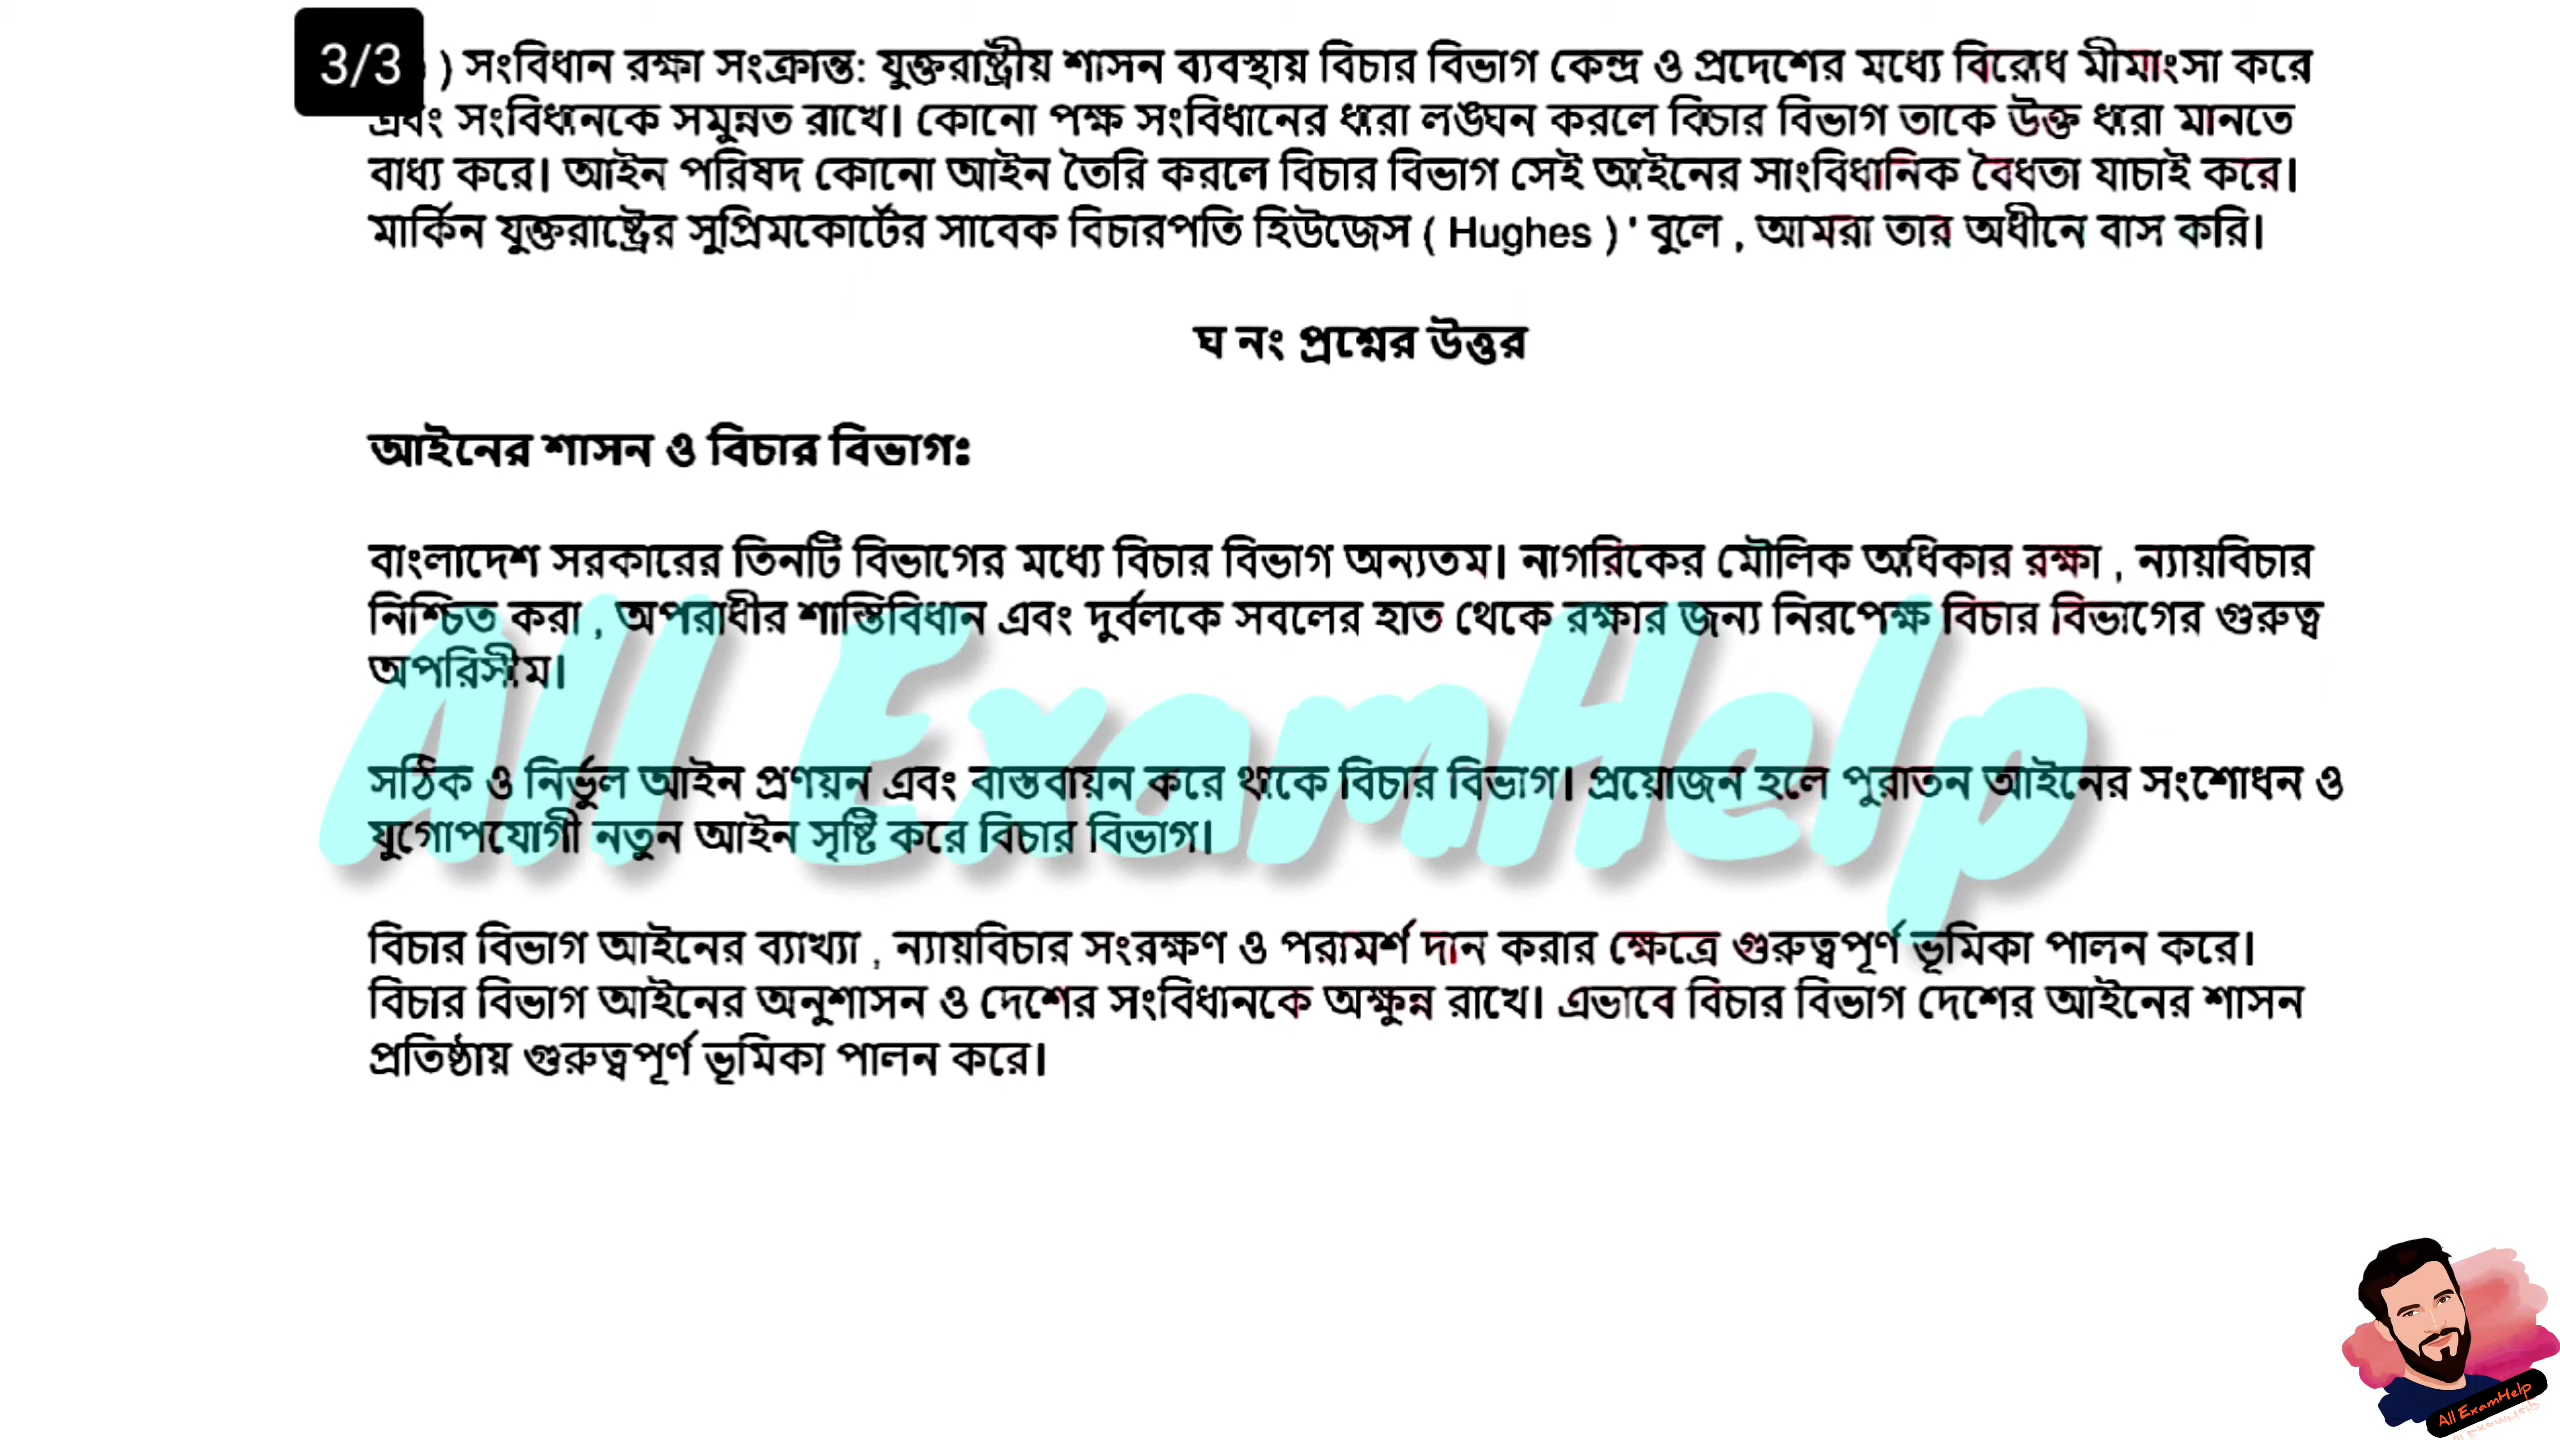 3/3
) সংবিধান রক্ষা সংক্রান্ত: যুক্তরাষ্ট্রীয় শাসন ব্যবস্থায় বিচার বিভাগ কেন্দ্র ও প্রদেশের মধ্যে বিরোধ মীমাংসা করে
এবং সংবিধানকে সমুন্নত রাখে। কোনো পক্ষ সংবিধানের ধারা লঙ্ঘন করলে বিচার বিভাগ তাকে উক্ত ধারা মানতে
বাধ্য করে। আইন পরিষদ কোনো আইন তৈরি করলে বিচার বিভাগ সেই আইনের সাংবিধানিক বৈধতা যাচাই করে।
মার্কিন যুক্তরাষ্ট্রের সুপ্রিমকোর্টের সাবেক বিচারপতি হিউজেস ( Hughes ) ' বুলে , আমরা তার অধীনে বাস করি।
ঘ নং প্রশ্নের উত্তর
আইনের শাসন ও বিচার বিভাগঃ
বাংলাদেশ সরকারের তিনটি বিভাগের মধ্যে বিচার বিভাগ অন্যতম। নাগরিকের মৌলিক অধিকার রক্ষা , ন্যায়বিচার
নিশ্চিত করা , অপরাধীর শাস্তিবিধান এবং দুর্বলকে সবলের হাত থেকে রক্ষার জন্য নিরপেক্ষ বিচার বিভাগের গুরুত্ব
অপরিসীম।
All ExamHelp
সঠিক ও নির্ভুল আইন প্রণয়ন এবং বাস্তবায়ন করে থাকে বিচার বিভাগ। প্রয়োজন হলে পুরাতন আইনের সংশোধন ও
যুগোপযোগী নতুন আইন সৃষ্টি করে বিচার বিভাগ।
বিচার বিভাগ আইনের ব্যাখ্যা , ন্যায়বিচার সংরক্ষণ ও পরামর্শ দান করার ক্ষেত্রে গুরুত্বপূর্ণ ভূমিকা পালন করে।
বিচার বিভাগ আইনের অনুশাসন ও দেশের সংবিধানকে অক্ষুন্ন রাখে। এভাবে বিচার বিভাগ দেশের আইনের শাসন
প্রতিষ্ঠায় গুরুত্বপূর্ণ ভূমিকা পালন করে।
All ExamHelp